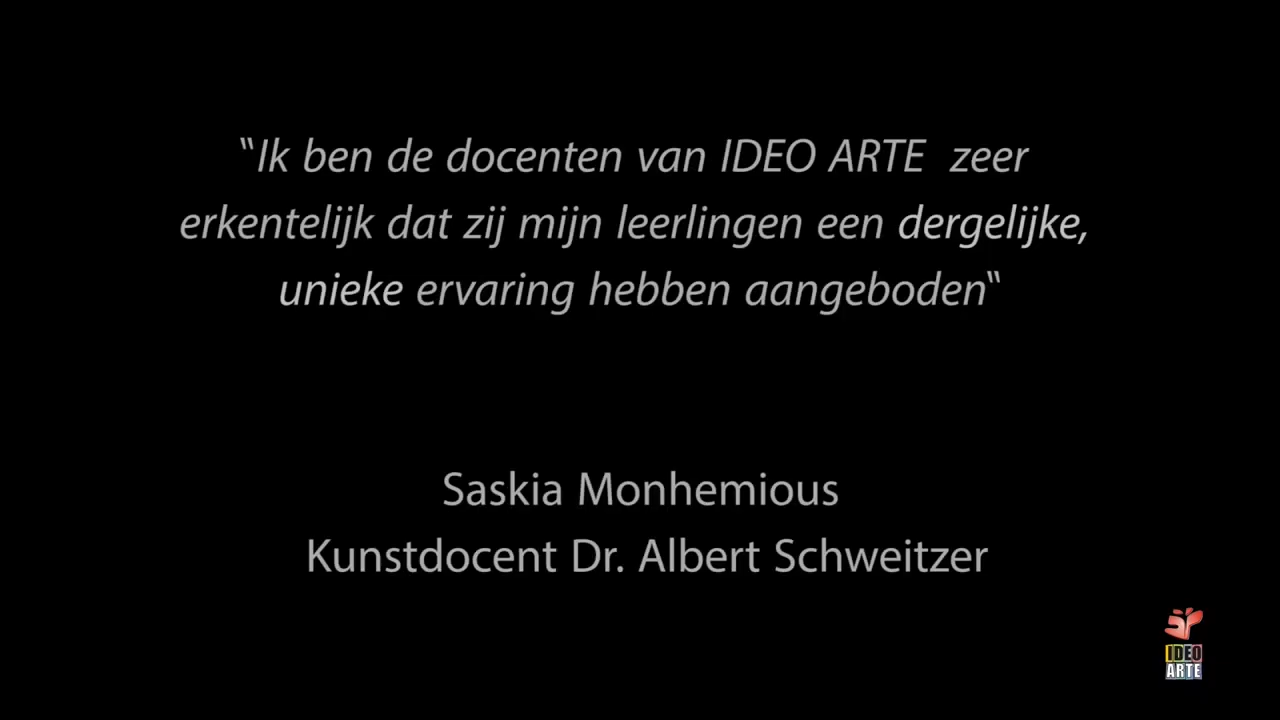 ‟Ik ben de docenten van IDEO ARTE  zeer
erkentelijk dat zij mijn leerlingen een dergelijke,
unieke ervaring hebben aangeboden‟
Saskia Monhemious
Kunstdocent Dr. Albert Schweitzer
IDEO
ARTE